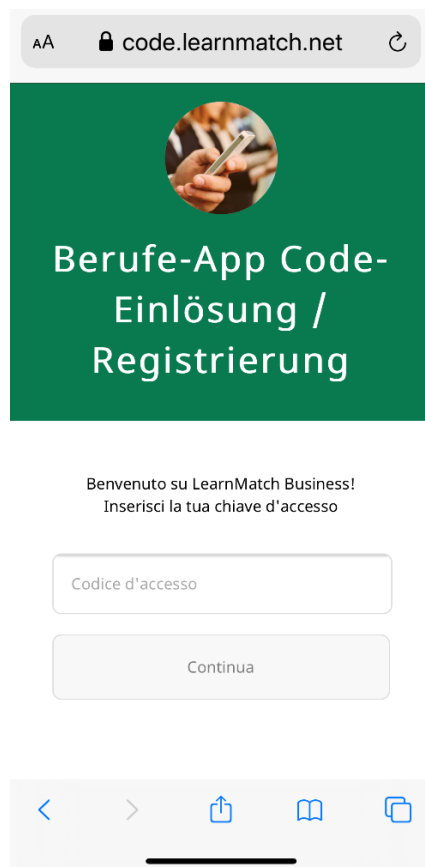 AA code.learnmatch.net
Berufe-App Code-
Einlösung /
Registrierung
Benvenuto su LearnMatch Business!
Inserisci la tua chiave d'accesso
Codice d'accesso
Continua